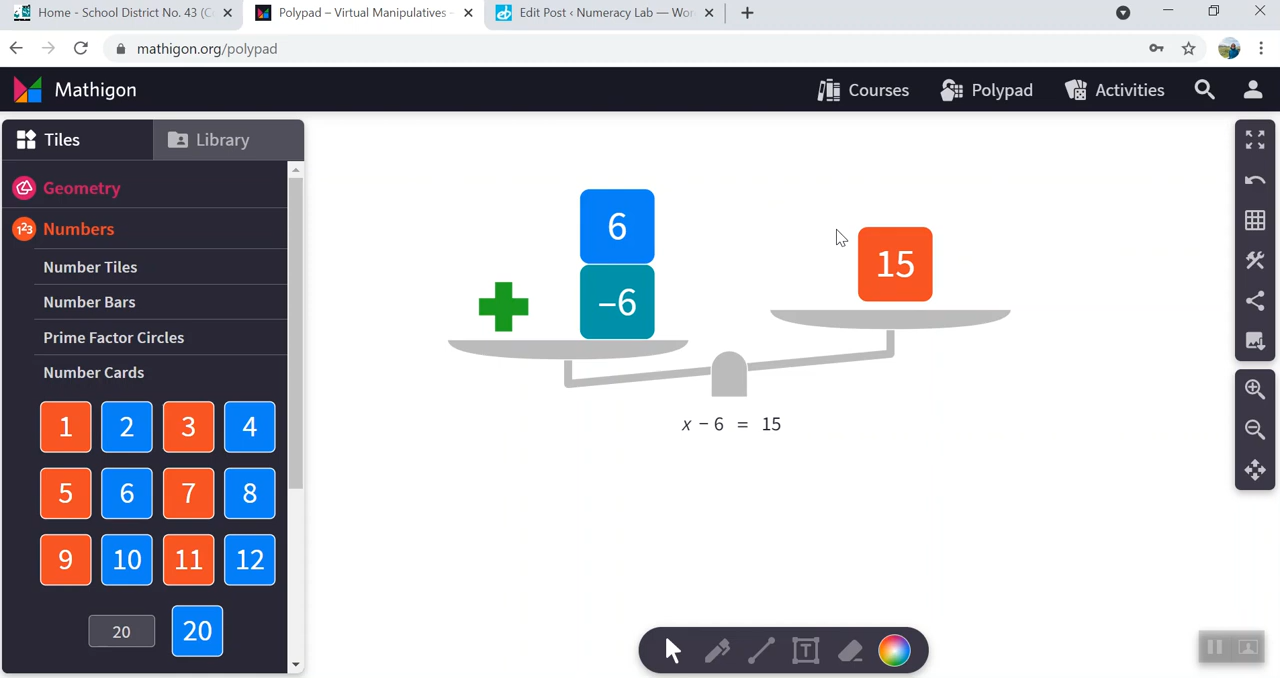 Home - School District No. 43 (C
Polypad – Virtual Manipulatives –
Edit Post ‹ Numeracy Lab — Wor
mathigon.org/polypad
Mathigon
Courses
Polypad
Activities
Tiles
Library
Geometry
123 Numbers
Number Tiles
Number Bars
Prime Factor Circles
Number Cards
1 2 3 4
5 6 7 8
9 10 11 12
20 20
6
–6
15
x – 6 = 15
T